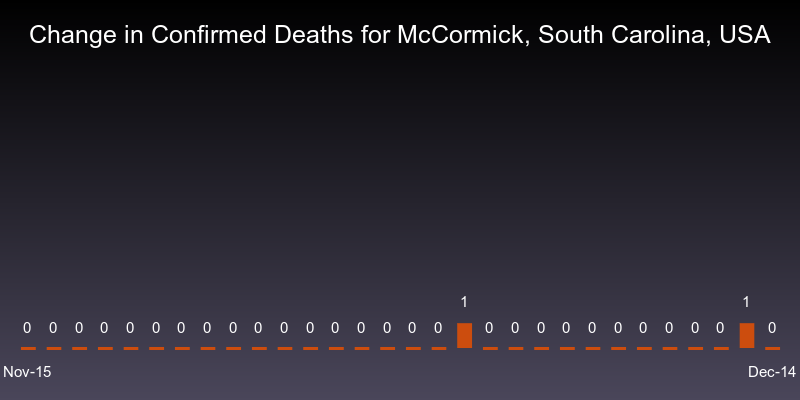 Change in Confirmed Deaths for McCormick, South Carolina, USA
1 1
0 0 0 0 0 0 0 0 0 0 0 0 0 0 0 0 0 0 0 0 0 0 0 0 0 0 0 0
Nov-15 Dec-14